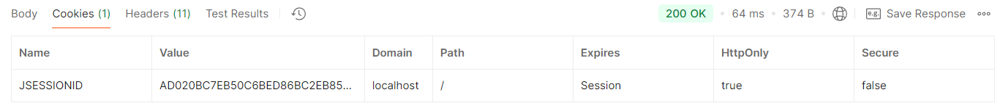 Body Cookies (1) Headers (11) Test Results 200 OK 64 ms 374 B e.g. Save Response
Name Value Domain Path Expires HttpOnly Secure
JSESSIONID AD020BC7EB50C6BED86BC2EB85... localhost / Session true false